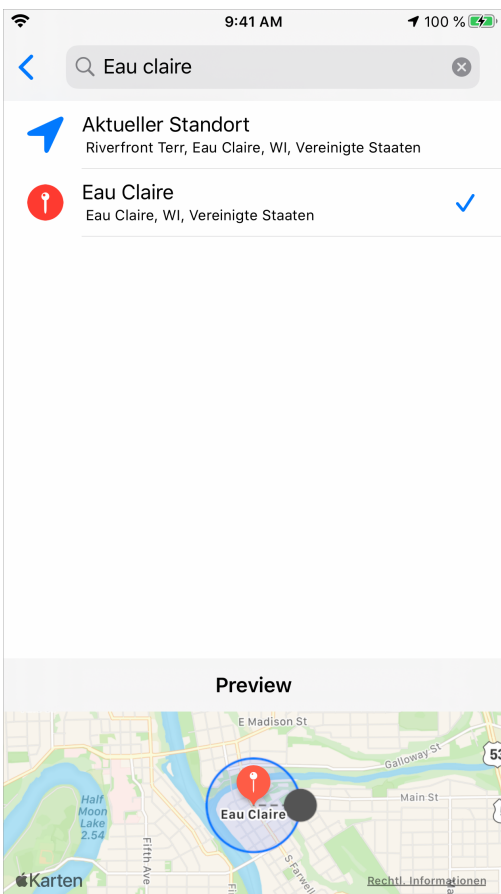 9:41 AM
100 %
Eau claire
Aktueller Standort
Riverfront Terr, Eau Claire, WI, Vereinigte Staaten
Eau Claire
Eau Claire, WI, Vereinigte Staaten
Preview
E Madison St
Galloway St
53
Half
Moon
Lake
2.54
Main St
Eau Claire
Fifth Ave
S Farwell
Karten
Rechtl. Informationen